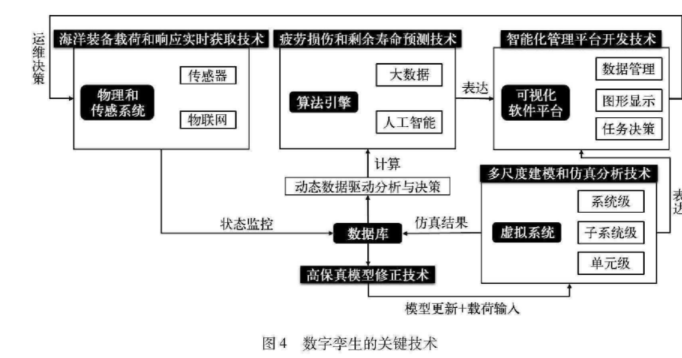 运维决策
海洋装备载荷和响应实时获取技术
物理和
传感系统
传感器
物联网
疲劳损伤和剩余寿命预测技术
算法引擎
大数据
人工智能
表达
智能化管理平台开发技术
可视化
软件平台
数据管理
图形显示
任务决策
计算
动态数据驱动分析与决策
状态监控
数据库
仿真结果
高保真模型修正技术
多尺度建模和仿真分析技术
虚拟系统
系统级
子系统级
单元级
表达
模型更新+载荷输入
图4 数字孪生的关键技术